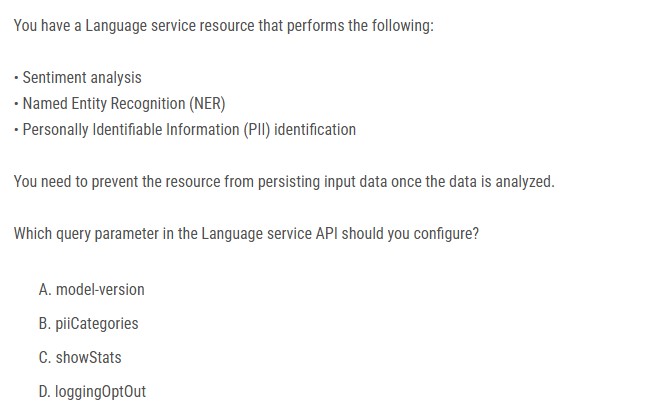 You have a Language service resource that performs the following:
• Sentiment analysis
• Named Entity Recognition (NER)
• Personally Identifiable Information (PII) identification
You need to prevent the resource from persisting input data once the data is analyzed.
Which query parameter in the Language service API should you configure?
A. model-version
B. piiCategories
C. showStats
D. loggingOptOut